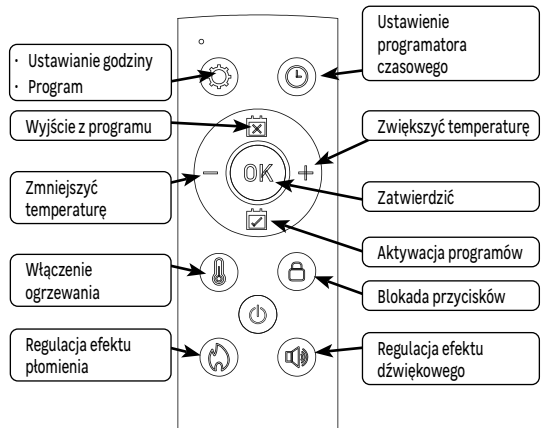 Ustawienie
programatora
czasowego
· Ustawianie godziny
· Program
Wyjście z programu
Zwiększyć temperaturę
OK
Zmniejszyć
temperaturę
Zatwierdzić
Aktywacja programów
Włączenie
ogrzewania
Blokada przycisków
Regulacja efektu
płomienia
Regulacja efektu
dźwiękowego